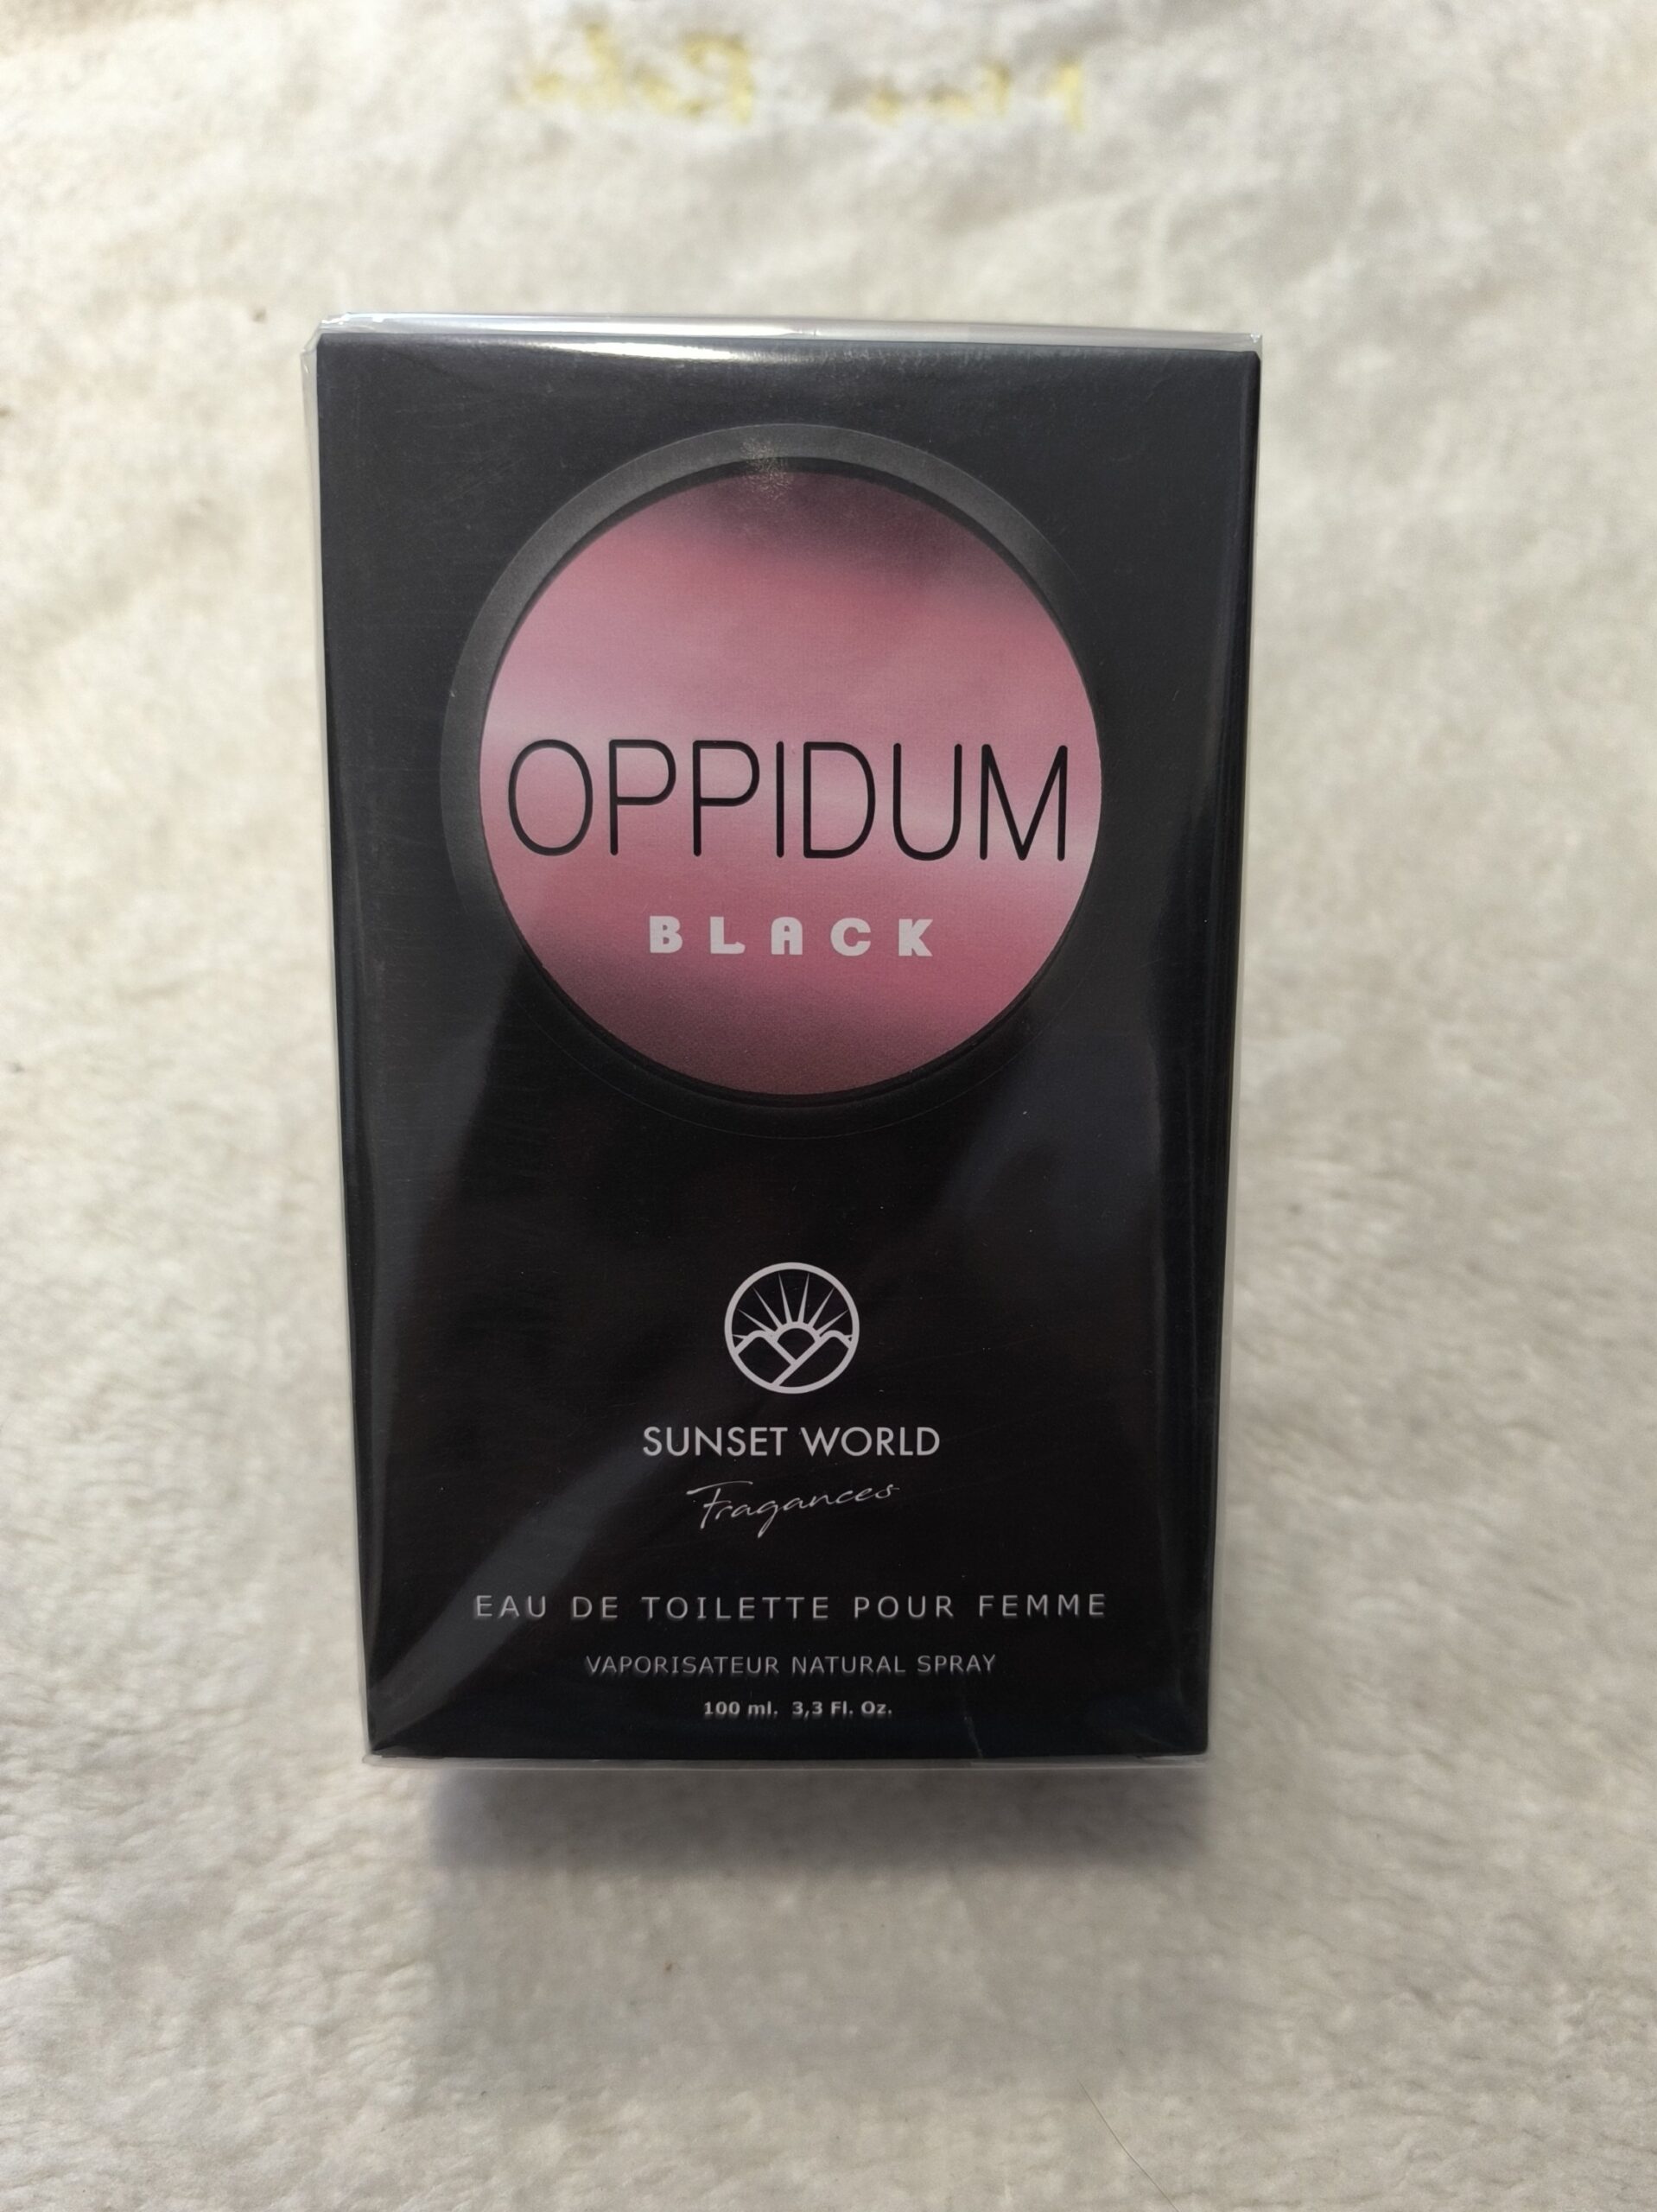 OPPIDUM
BLACK
SUNSET WORLD
Fragances
EAU DE TOILETTE POUR FEMME
VAPORISATEUR NATURAL SPRAY
100 ml. 3,3 Fl. Oz.